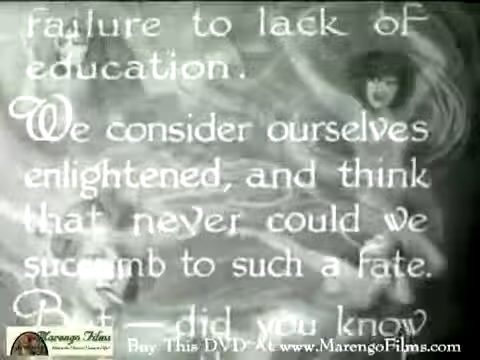 failure to lack of
education.
We consider ourselves
enlightened, and think
that never could we
succumb to such a fate.
But — did you know
Marengo Films
Buy This DVD At www.MarengoFilms.com